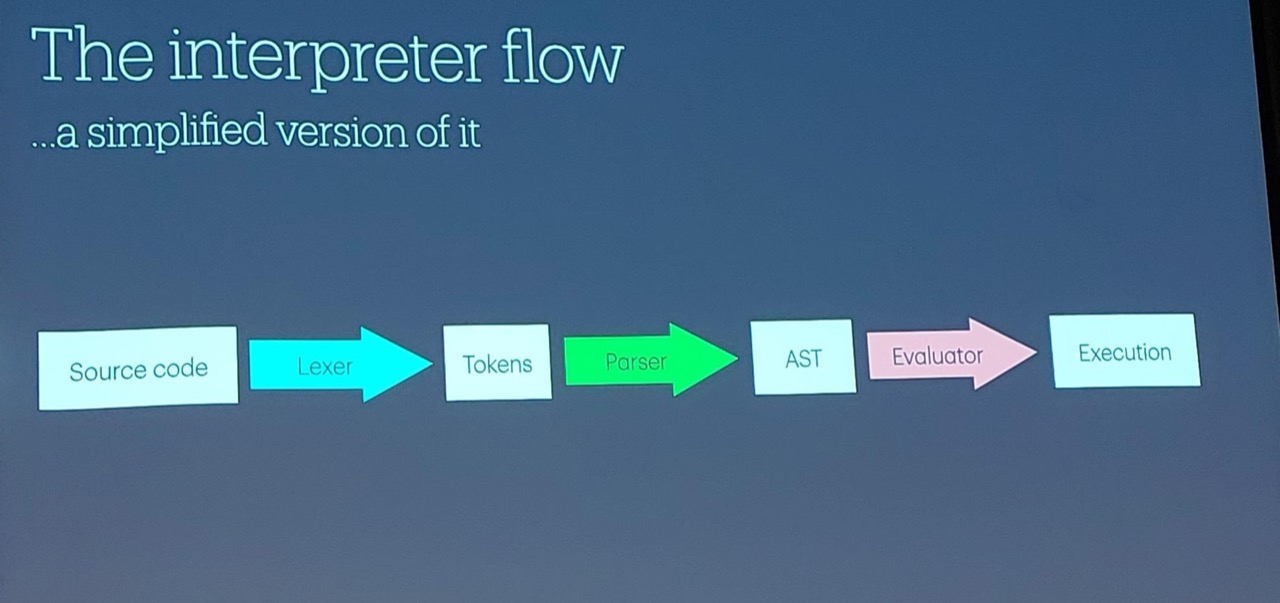 The interpreter flow
...a simplified version of it
Source code
Lexer
Tokens
Parser
AST
Evaluator
Execution